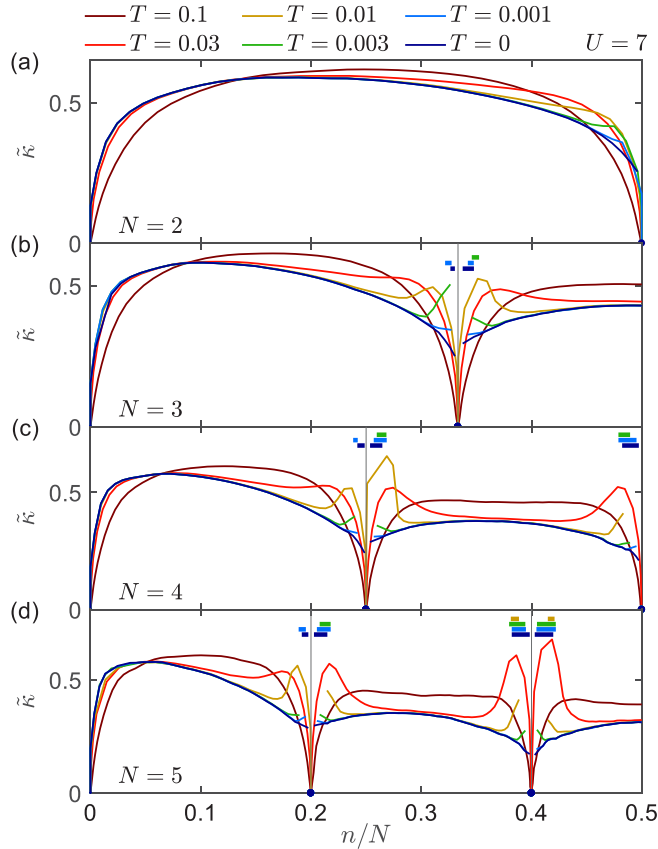 T = 0.1 T = 0.01 T = 0.001
T = 0.03 T = 0.003 T = 0 U = 7
(a)
0.5
κ̃
N = 2
0
(b)
0.5
κ̃
N = 3
0
(c)
0.5
κ̃
N = 4
0
(d)
0.5
κ̃
N = 5
0
0 0.1 0.2 0.3 0.4 0.5
n/N